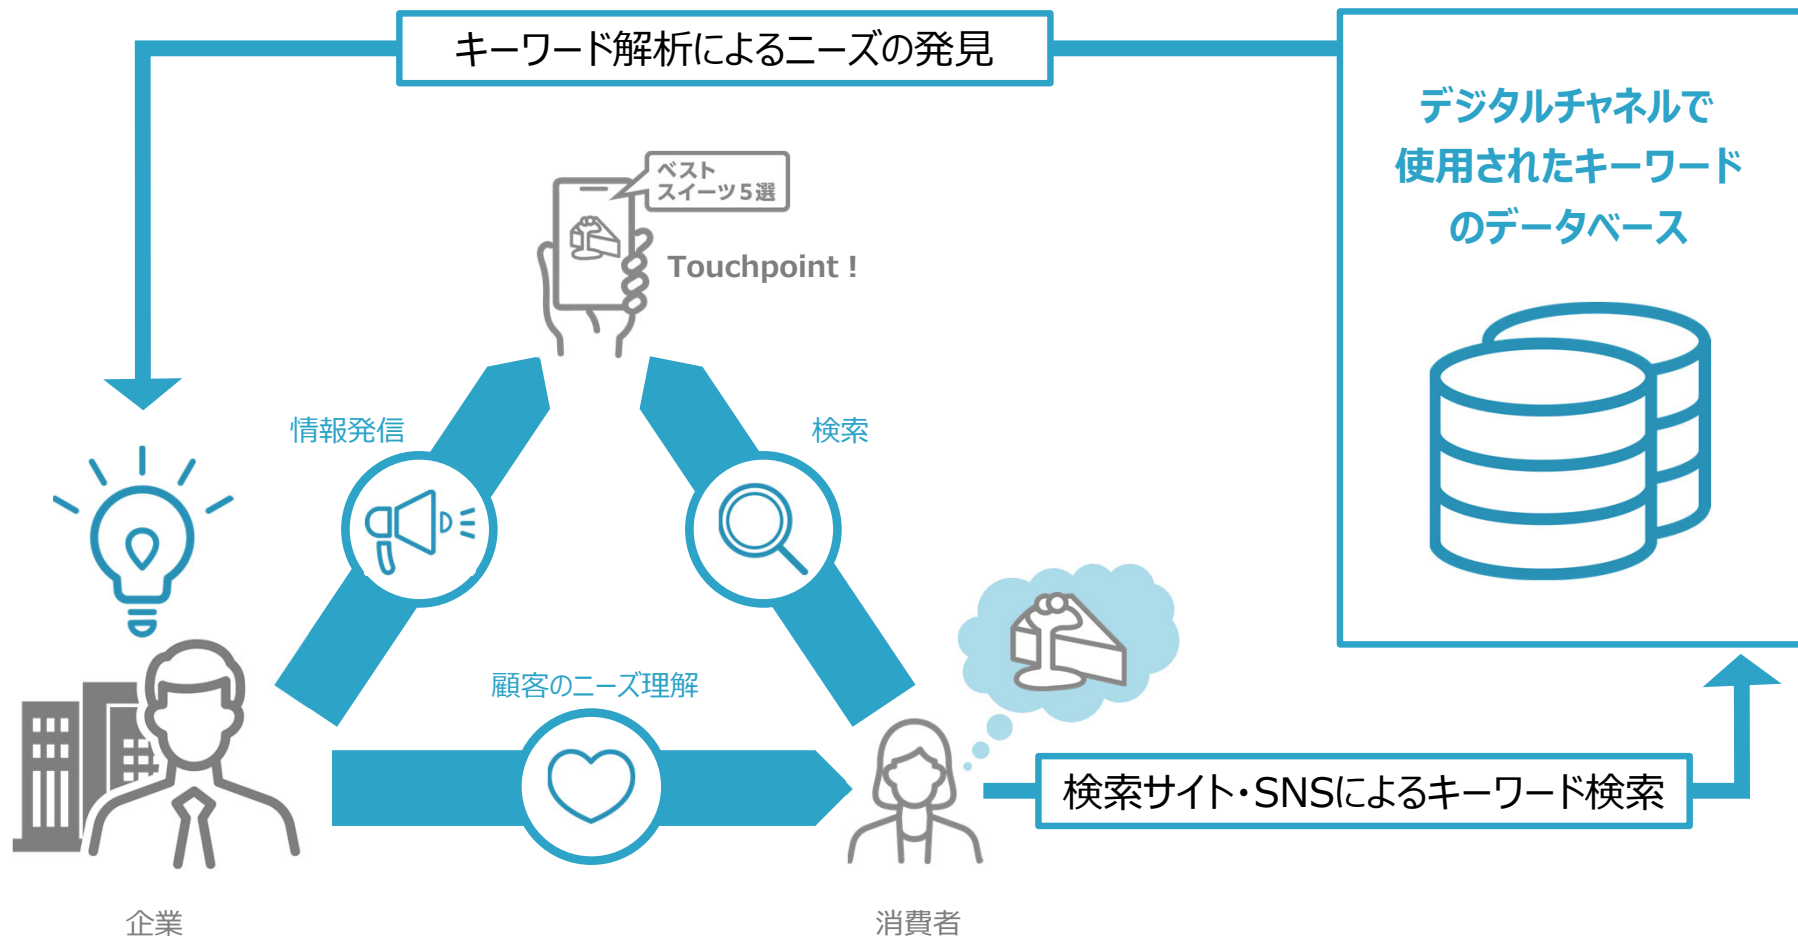 キーワード解析によるニーズの発見
デジタルチャネルで
使用されたキーワード
のデータベース
ベスト
スイーツ5選
Touchpoint !
情報発信
検索
顧客のニーズ理解
検索サイト・SNSによるキーワード検索
企業
消費者